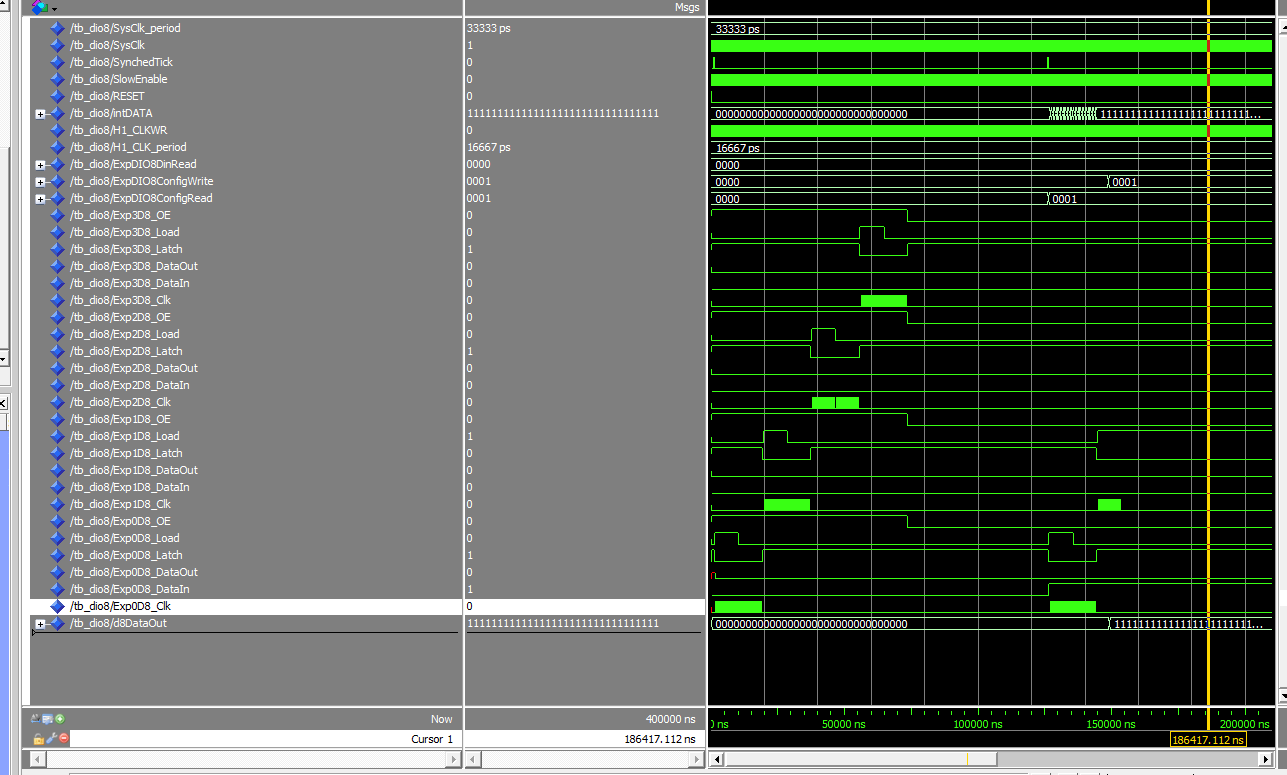 Msgs
/tb_dio8/SysClk_period 33333 ps 33333 ps
/tb_dio8/SysClk 1
/tb_dio8/SynchedTick 0
/tb_dio8/SlowEnable 0
/tb_dio8/RESET 0
/tb_dio8/intDATA 11111111111111111111111111111111 00000000000000000000000000000000 1111111111111111111111111...
/tb_dio8/H1_CLKWR 0
/tb_dio8/H1_CLK_period 16667 ps 16667 ps
/tb_dio8/ExpDIO8DinRead 0000 0000
/tb_dio8/ExpDIO8ConfigWrite 0001 0000 0001
/tb_dio8/ExpDIO8ConfigRead 0001 0000 0001
/tb_dio8/Exp3D8_OE 0
/tb_dio8/Exp3D8_Load 0
/tb_dio8/Exp3D8_Latch 1
/tb_dio8/Exp3D8_DataOut 0
/tb_dio8/Exp3D8_DataIn 0
/tb_dio8/Exp3D8_Clk 0
/tb_dio8/Exp2D8_OE 0
/tb_dio8/Exp2D8_Load 0
/tb_dio8/Exp2D8_Latch 1
/tb_dio8/Exp2D8_DataOut 0
/tb_dio8/Exp2D8_DataIn 0
/tb_dio8/Exp2D8_Clk 0
/tb_dio8/Exp1D8_OE 0
/tb_dio8/Exp1D8_Load 1
/tb_dio8/Exp1D8_Latch 0
/tb_dio8/Exp1D8_DataOut 0
/tb_dio8/Exp1D8_DataIn 0
/tb_dio8/Exp1D8_Clk 0
/tb_dio8/Exp0D8_OE 0
/tb_dio8/Exp0D8_Load 0
/tb_dio8/Exp0D8_Latch 1
/tb_dio8/Exp0D8_DataOut 0
/tb_dio8/Exp0D8_DataIn 1
/tb_dio8/Exp0D8_Clk 0
/tb_dio8/d8DataOut 11111111111111111111111111111111 00000000000000000000000000000000 11111111111111111111111...
Now 400000 ns ns 50000 ns 100000 ns 150000 ns 200000 ns
Cursor 1 186417.112 ns 186417.112 ns